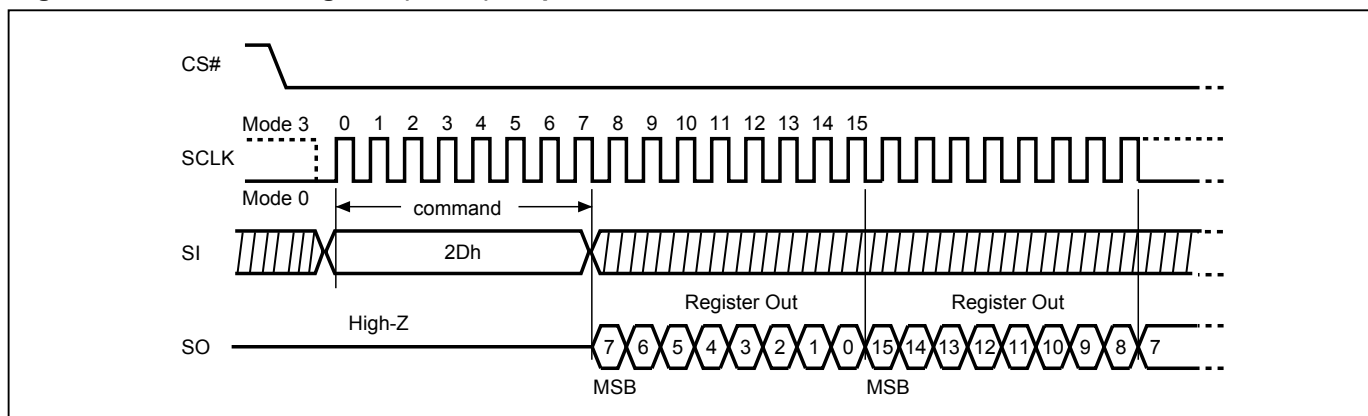 CS#
Mode 3 0 1 2 3 4 5 6 7 8 9 10 11 12 13 14 15
SCLK
Mode 0
command
SI 2Dh
Register Out Register Out
High-Z
SO 7 6 5 4 3 2 1 0 15 14 13 12 11 10 9 8 7
MSB MSB